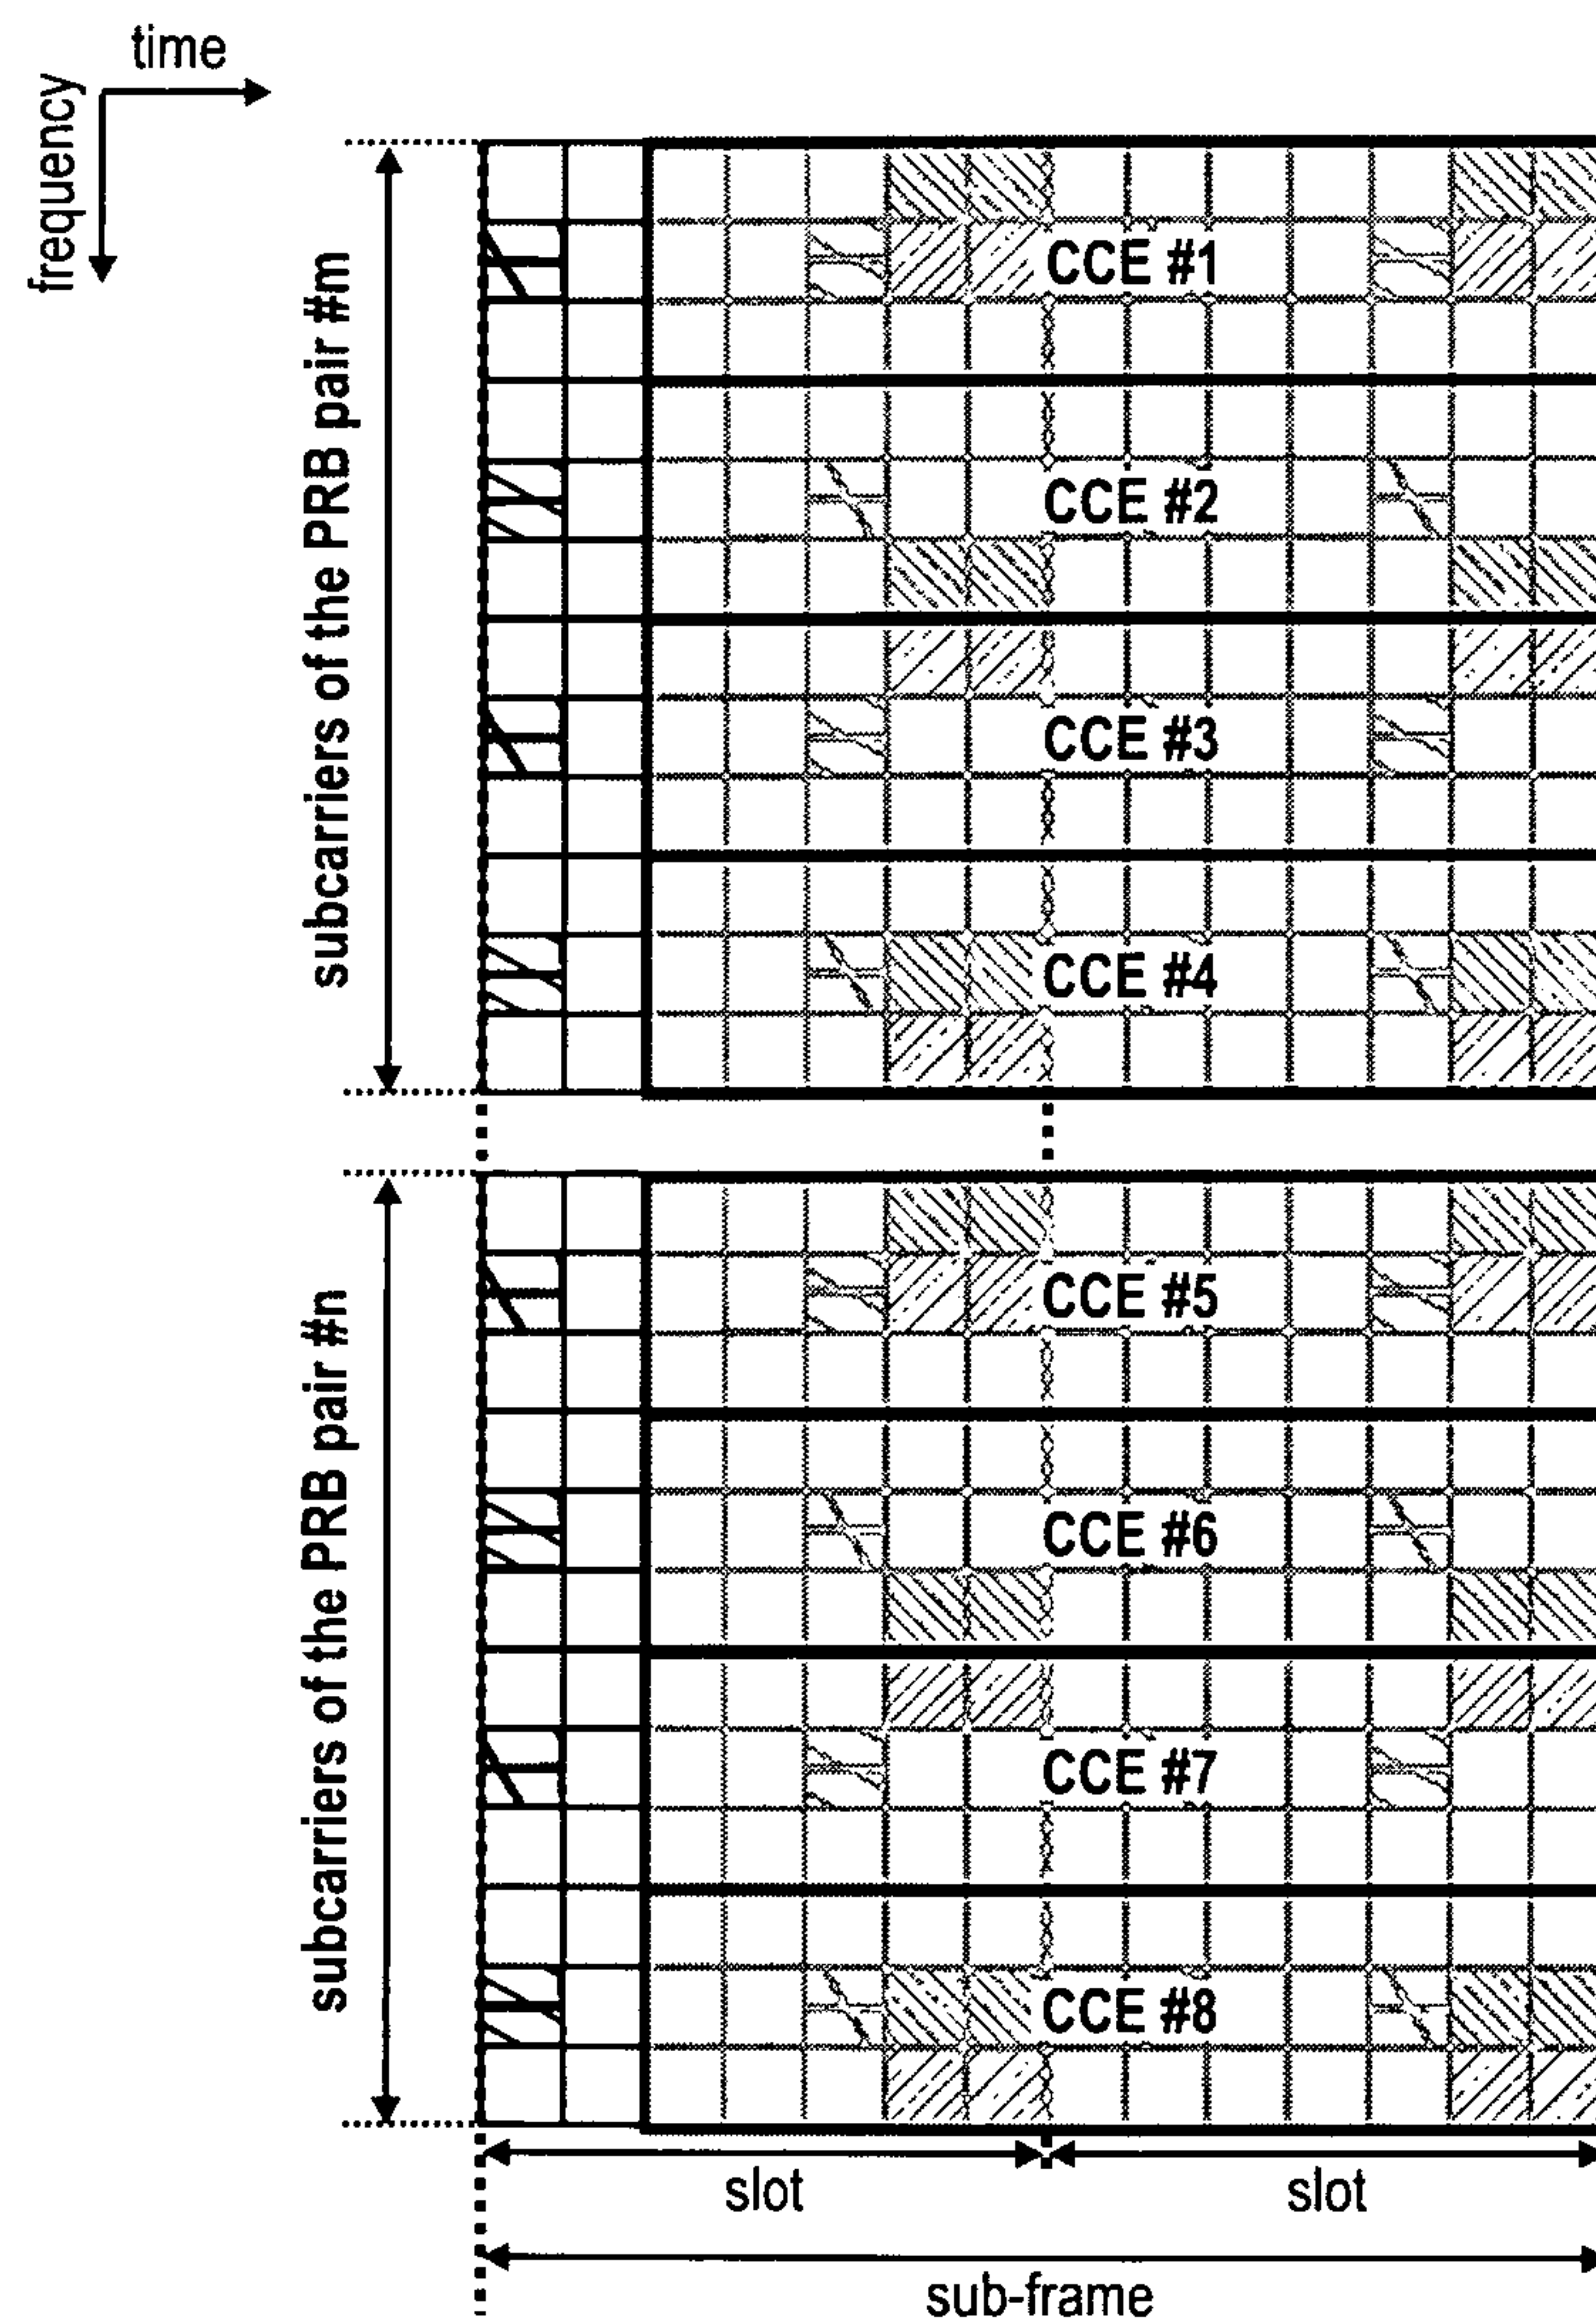 time
frequency
subcarriers of the PRB pair #m
CCE #1
CCE #2
CCE #3
CCE #4
subcarriers of the PRB pair #n
CCE #5
CCE #6
CCE #7
CCE #8
slot slot
sub-frame